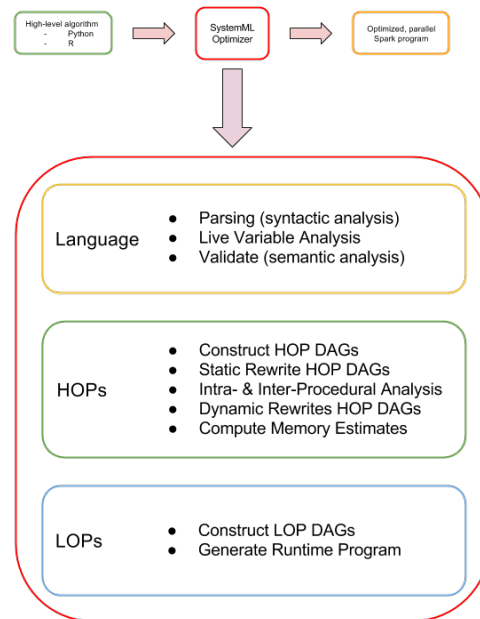 High-level algorithm
- Python
- R
SystemML
Optimizer
Optimized, parallel
Spark program
Language
● Parsing (syntactic analysis)
● Live Variable Analysis
● Validate (semantic analysis)
HOPs
● Construct HOP DAGs
● Static Rewrite HOP DAGs
● Intra- & Inter-Procedural Analysis
● Dynamic Rewrites HOP DAGs
● Compute Memory Estimates
LOPs
● Construct LOP DAGs
● Generate Runtime Program